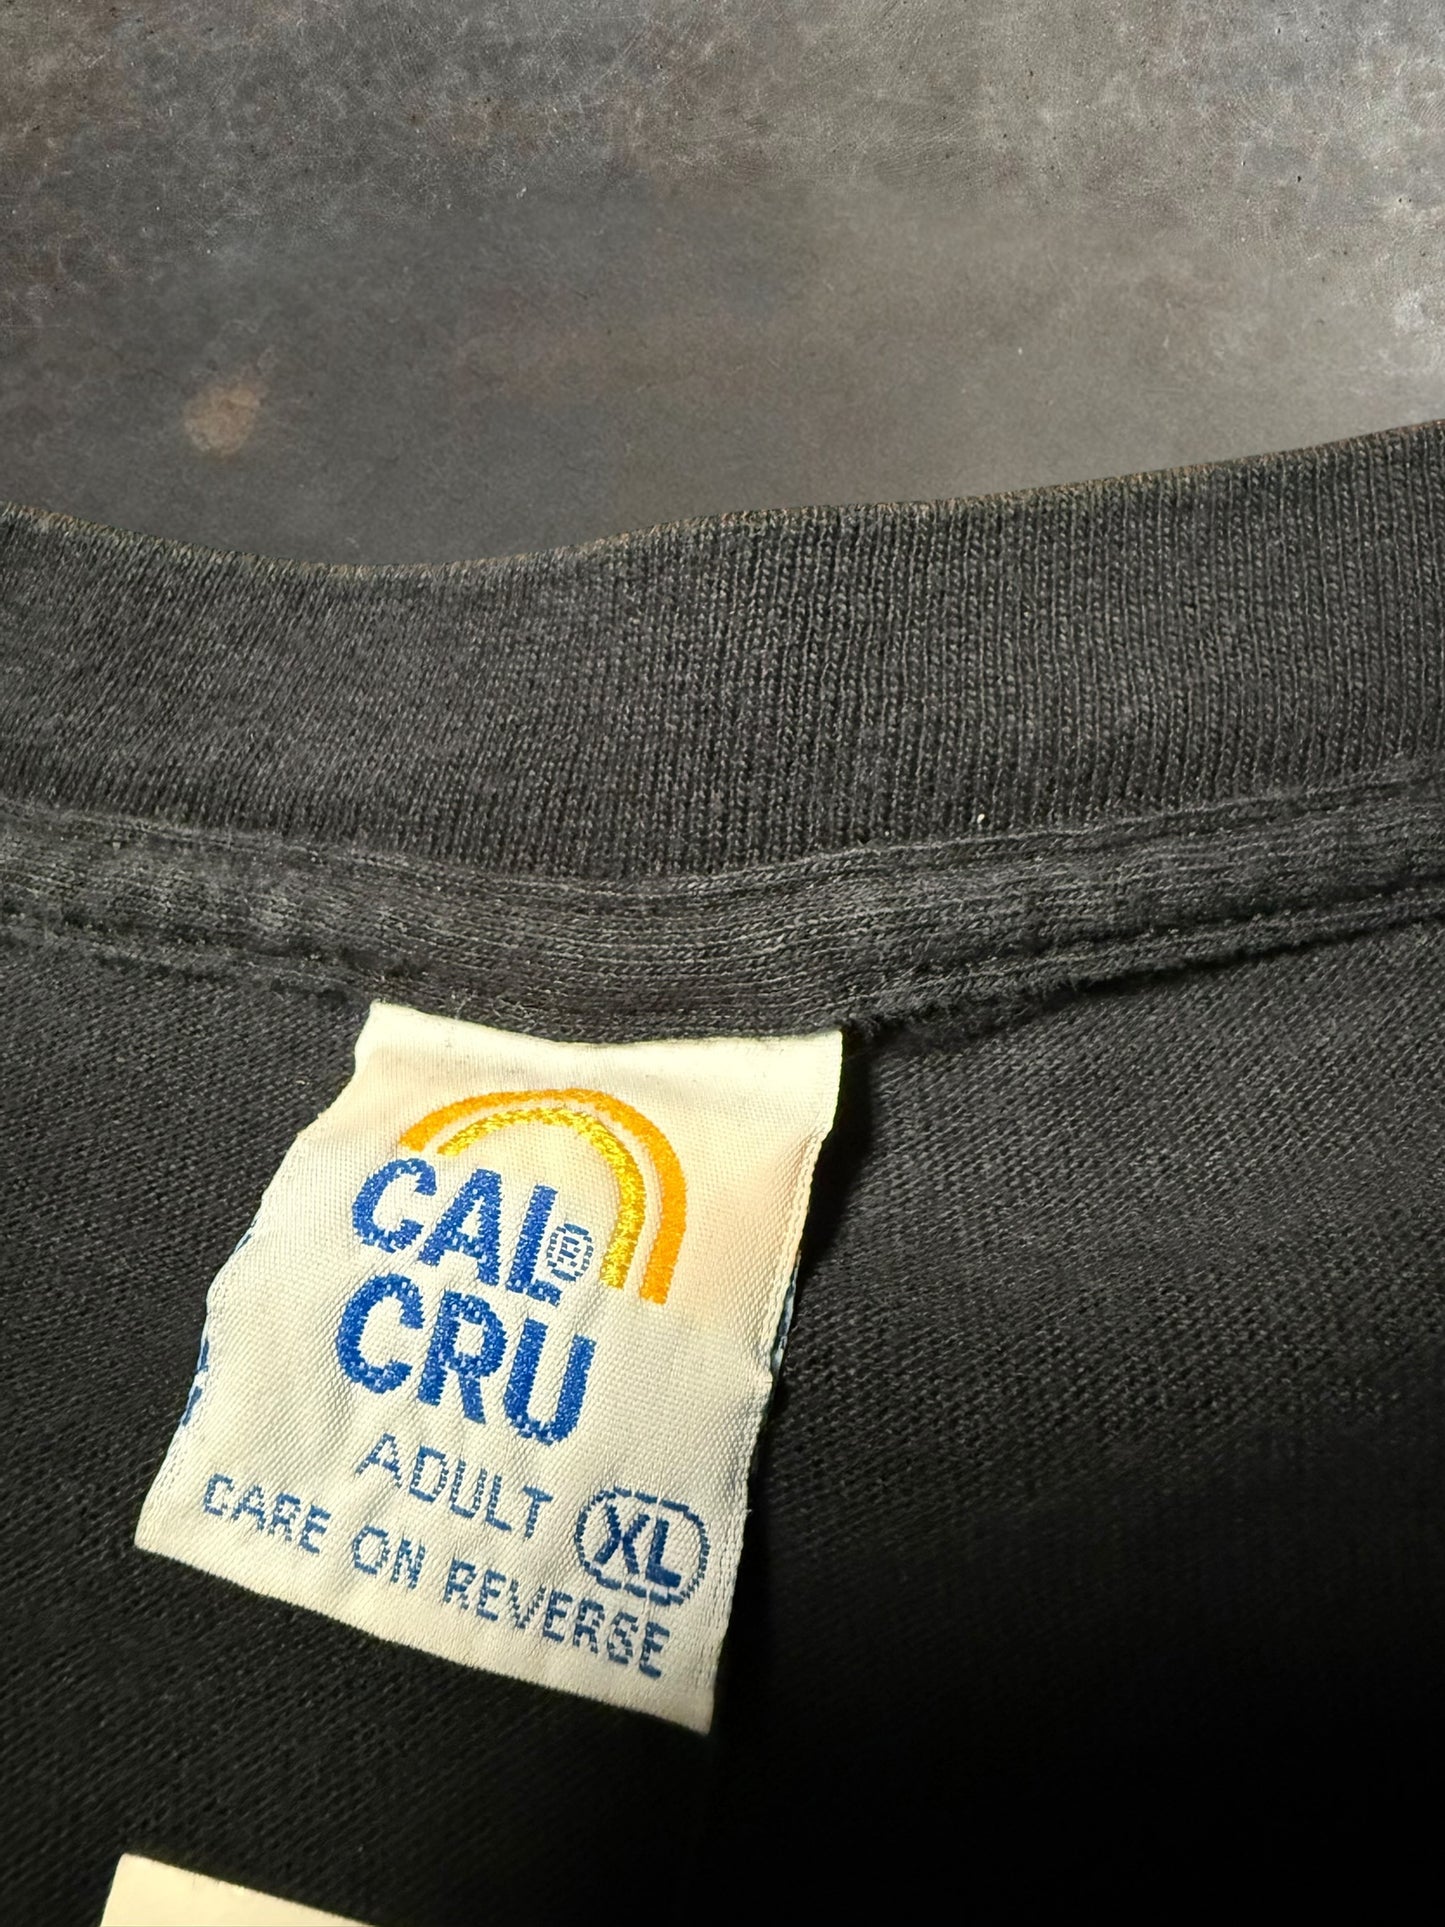 CAL®
CRU
ADULT XL
CARE ON REVERSE